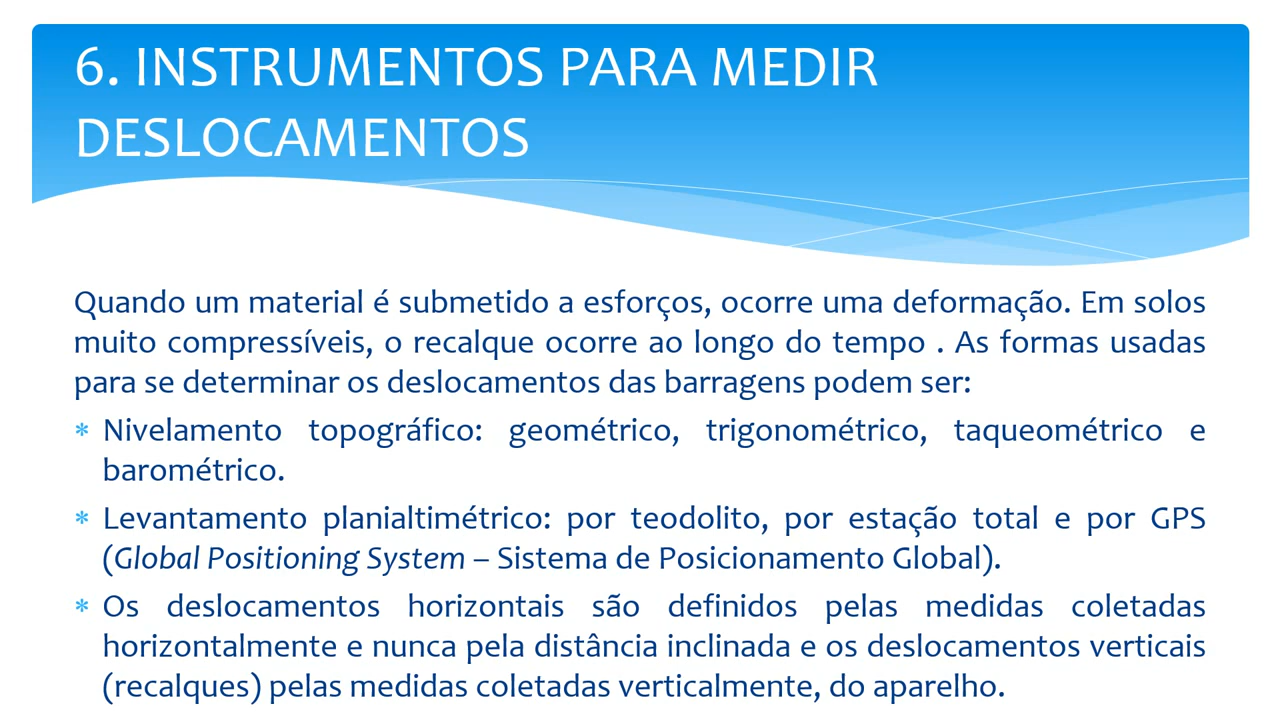 6. INSTRUMENTOS PARA MEDIR
DESLOCAMENTOS
Quando um material é submetido a esforços, ocorre uma deformação. Em solos
muito compressíveis, o recalque ocorre ao longo do tempo . As formas usadas
para se determinar os deslocamentos das barragens podem ser:
* Nivelamento topográfico: geométrico, trigonométrico, taqueométrico e
barométrico.
* Levantamento planialtimétrico: por teodolito, por estação total e por GPS
(Global Positioning System – Sistema de Posicionamento Global).
* Os deslocamentos horizontais são definidos pelas medidas coletadas
horizontalmente e nunca pela distância inclinada e os deslocamentos verticais
(recalques) pelas medidas coletadas verticalmente, do aparelho.